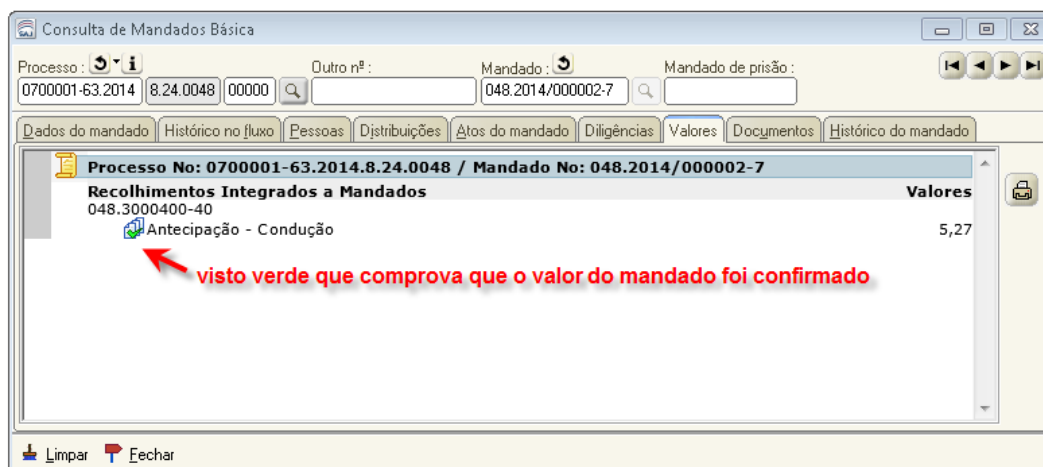 Consulta de Mandados Básica
Processo : Outro nº : Mandado : Mandado de prisão :
0700001-63.2014 8.24.0048 00000 048.2014/000002-7
Dados do mandado Histórico no fluxo Pessoas Distribuições Atos do mandado Diligências Valores Documentos Histórico do mandado
Processo No: 0700001-63.2014.8.24.0048 / Mandado No: 048.2014/000002-7
Recolhimentos Integrados a Mandados Valores
048.3000400-40
Antecipação - Condução 5,27
visto verde que comprova que o valor do mandado foi confirmado
Limpar Fechar